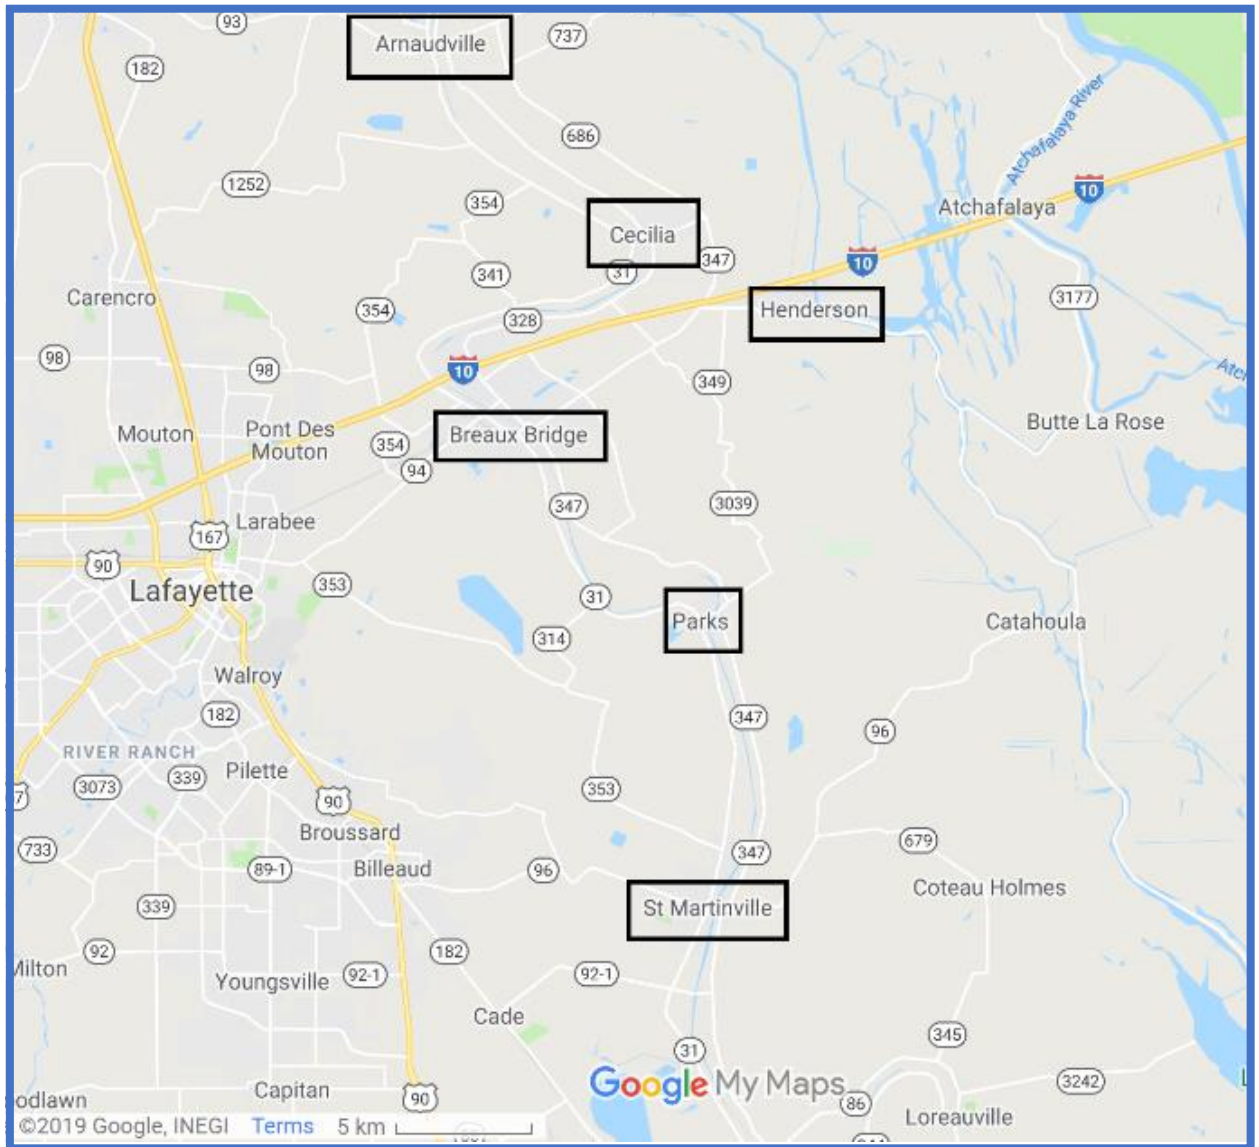 93
Arnaudville
737
182
Atchafalaya River
686
1252
354
10
Atchafalaya
Cecilia
347
31
10
341
Carencro
3177
354
Henderson
328
98
98
10
349
Butte La Rose
Mouton
Pont Des
Mouton
354
Breaux Bridge
94
347
3039
Larabee
167
90
Lafayette
353
31
Parks
Catahoula
314
Walroy
182
347
96
RIVER RANCH
Pilette
339
3073
353
90
Broussard
733
679
347
89-1
Billeaud
96
Coteau Holmes
339
St Martinville
92
182
Youngsville
92-1
92-1
Cade
345
31
Google My Maps
3242
Capitan
90
86
Loreauville
©2019 Google, INEGI Terms 5 km